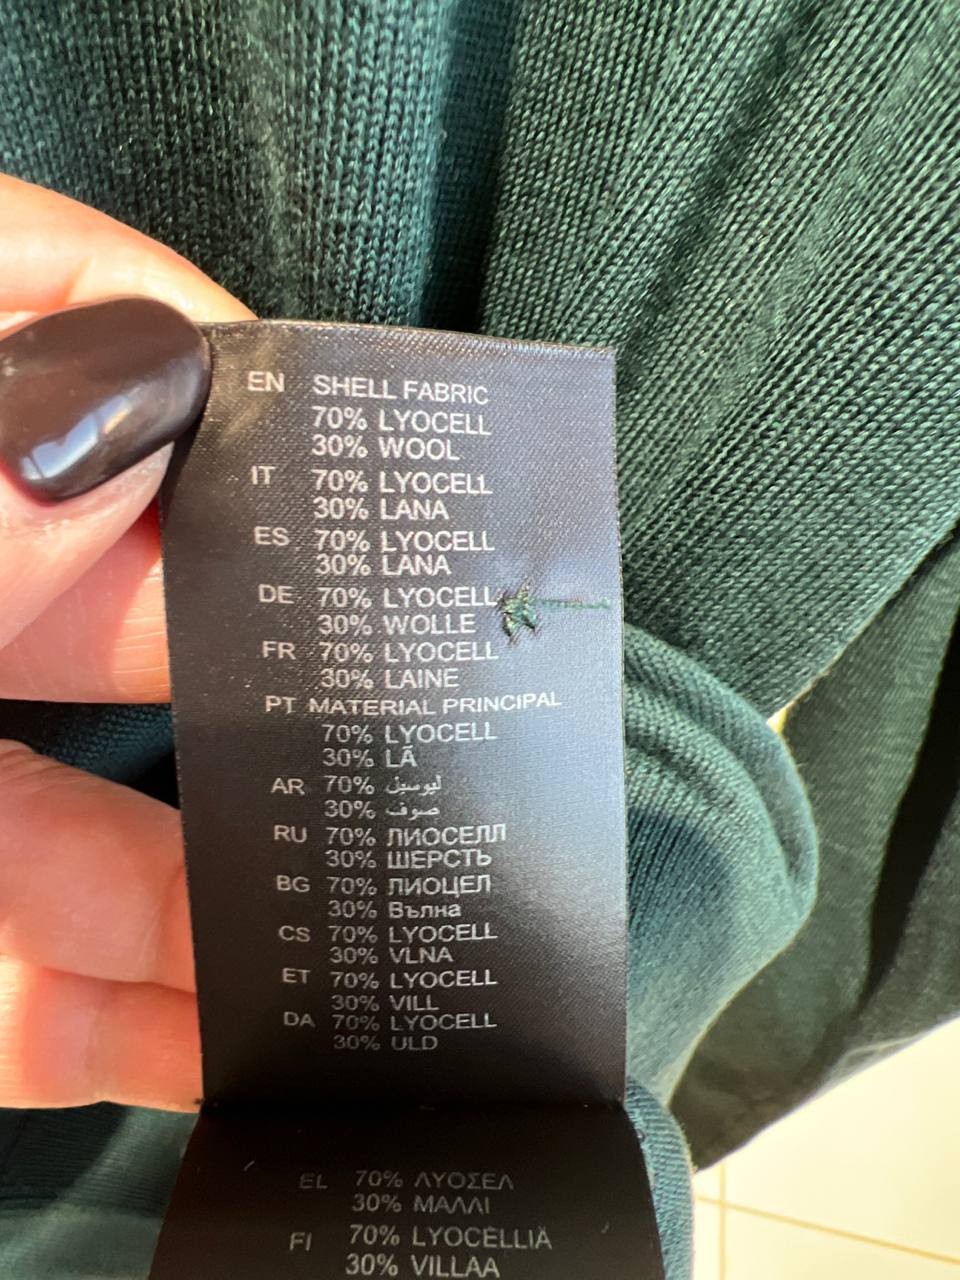 EN SHELL FABRIC
70% LYOCELL
30% WOOL
IT 70% LYOCELL
30% LANA
ES 70% LYOCELL
30% LANA
DE 70% LYOCELL
30% WOLLE
FR 70% LYOCELL
30% LAINE
PT MATERIAL PRINCIPAL
70% LYOCELL
30% LÃ
AR 70% ليوسيل
30% صوف
RU 70% ЛИОСЕЛЛ
30% ШЕРСТЬ
BG 70% ЛИОЦЕЛ
30% Вълна
CS 70% LYOCELL
30% VLNA
ET 70% LYOCELL
30% VILL
DA 70% LYOCELL
30% ULD
EL 70% ΛΥΟΣΕΛ
30% ΜΑΛΛΙ
FI 70% LYOCELLIÄ
30% VILLAA